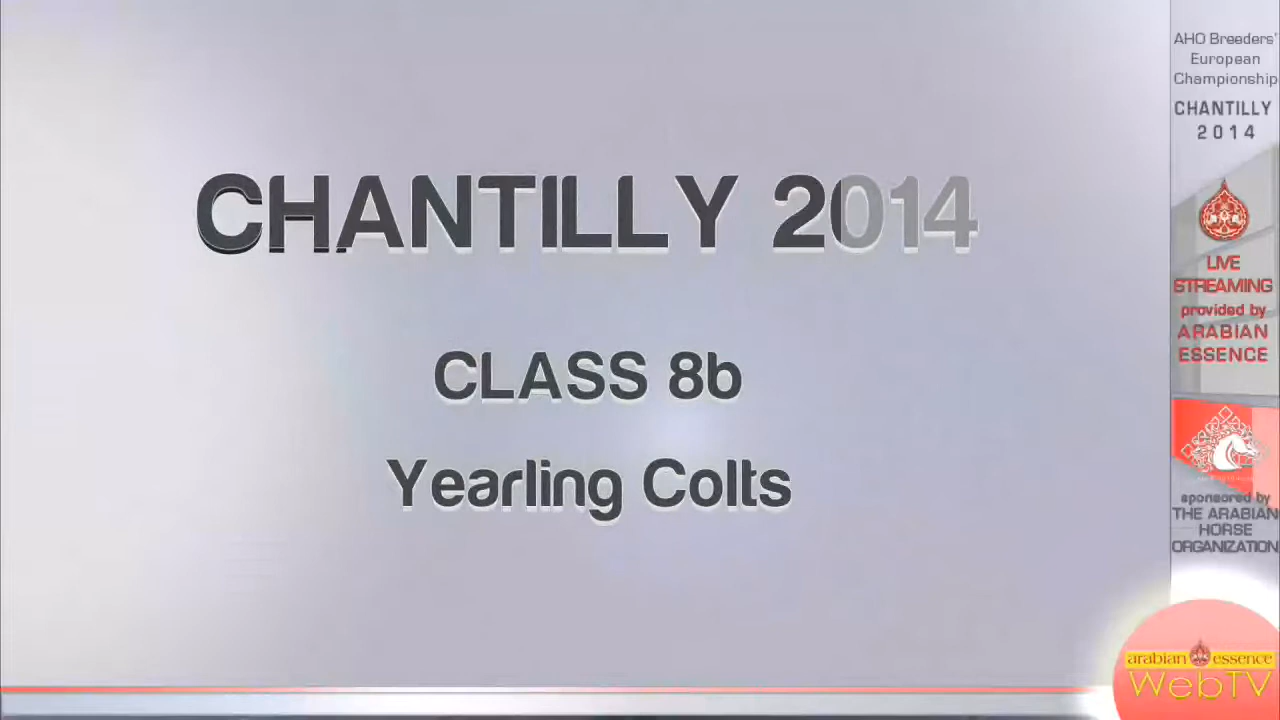 CHANTILLY 2014
CLASS 8b
Yearling Colts
AHO Breeders'
European
Championship
CHANTILLY
2014
LIVE
STREAMING
provided by
ARABIAN
ESSENCE
sponsored by
THE ARABIAN
HORSE
ORGANIZATION
arabian essence
WebTV